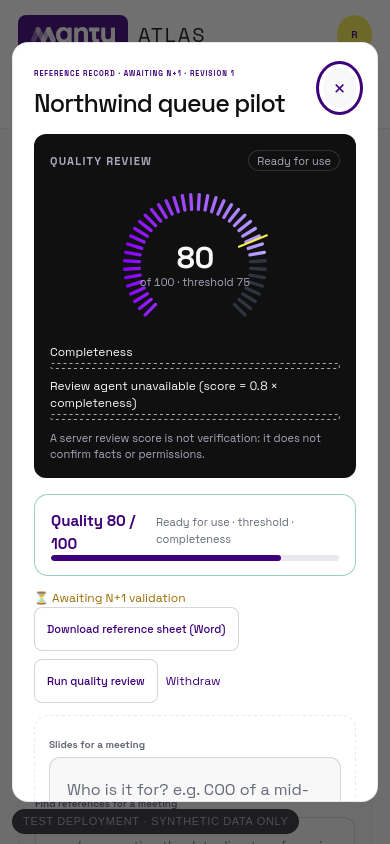 Mantu
ATLAS
R
REFERENCE RECORD · AWAITING N+1 · REVISION 1
Northwind queue pilot
×
QUALITY REVIEW
Ready for use
80
of 100 · threshold 75
Completeness
Review agent unavailable (score = 0.8 ×
completeness)
A server review score is not verification: it does not
confirm facts or permissions.
Quality 80 /
100
Ready for use · threshold ·
completeness
⏳ Awaiting N+1 validation
Download reference sheet (Word)
Run quality review
Withdraw
Slides for a meeting
Who is it for? e.g. COO of a mid-
Find references for a meeting
TEST DEPLOYMENT · SYNTHETIC DATA ONLY